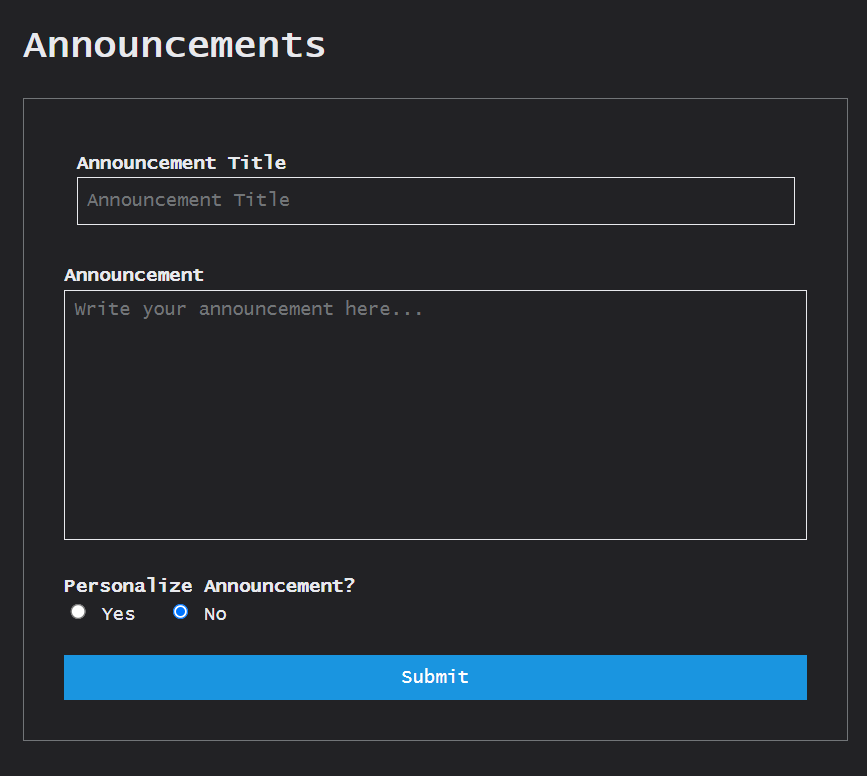 Announcements
Announcement Title
Announcement Title
Announcement
Write your announcement here...
Personalize Announcement?
Yes No
Submit